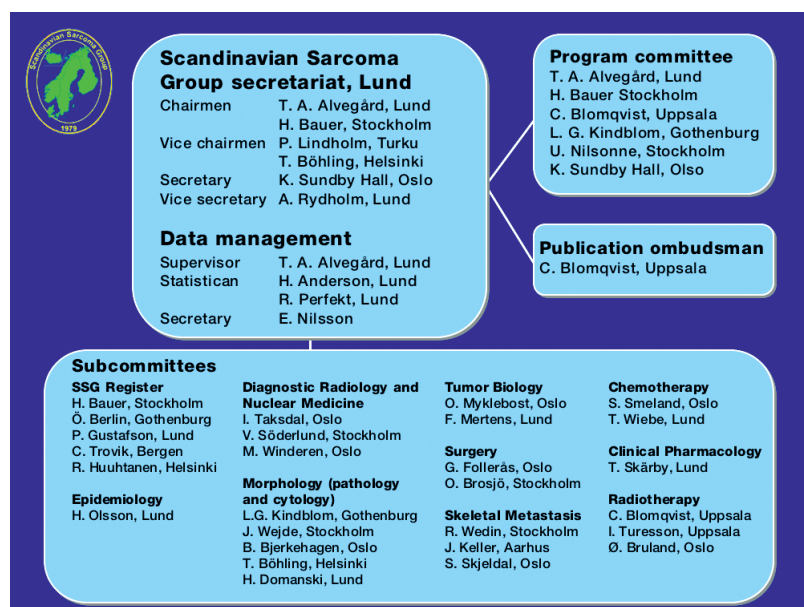 Scandinavian Sarcoma Group
1979
Scandinavian Sarcoma
Group secretariat, Lund
Chairmen T. A. Alvegård, Lund
H. Bauer, Stockholm
Vice chairmen P. Lindholm, Turku
T. Böhling, Helsinki
Secretary K. Sundby Hall, Oslo
Vice secretary A. Rydholm, Lund
Data management
Supervisor T. A. Alvegård, Lund
Statistican H. Anderson, Lund
R. Perfekt, Lund
Secretary E. Nilsson
Program committee
T. A. Alvegård, Lund
H. Bauer Stockholm
C. Blomqvist, Uppsala
L. G. Kindblom, Gothenburg
U. Nilsonne, Stockholm
K. Sundby Hall, Olso
Publication ombudsman
C. Blomqvist, Uppsala
Subcommittees
SSG Register
H. Bauer, Stockholm
Ö. Berlin, Gothenburg
P. Gustafson, Lund
C. Trovik, Bergen
R. Huuhtanen, Helsinki
Epidemiology
H. Olsson, Lund
Diagnostic Radiology and
Nuclear Medicine
I. Taksdal, Oslo
V. Söderlund, Stockholm
M. Winderen, Oslo
Morphology (pathology
and cytology)
L.G. Kindblom, Gothenburg
J. Wejde, Stockholm
B. Bjerkehagen, Oslo
T. Böhling, Helsinki
H. Domanski, Lund
Tumor Biology
O. Myklebost, Oslo
F. Mertens, Lund
Surgery
G. Follerås, Oslo
O. Brosjö, Stockholm
Skeletal Metastasis
R. Wedin, Stockholm
J. Keller, Aarhus
S. Skjeldal, Oslo
Chemotherapy
S. Smeland, Oslo
T. Wiebe, Lund
Clinical Pharmacology
T. Skärby, Lund
Radiotherapy
C. Blomqvist, Uppsala
I. Turesson, Uppsala
Ø. Bruland, Oslo